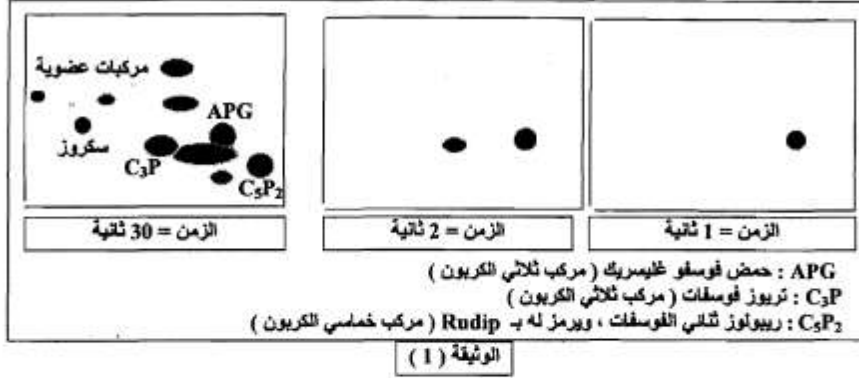 مركبات عضوية
APG
سكروز
C₃P
C₅P₂
الزمن = 1 ثانية
الزمن = 2 ثانية
الزمن = 30 ثانية
APG : حمض فوسفو غليسريك ( مركب ثلاثي الكربون )
C₃P : تريوز فوسفات ( مركب ثلاثي الكربون )
C₅P₂ : ريبولوز ثنائي الفوسفات ، ويرمز له بـ Rudip ( مركب خماسي الكربون )
الوثيقة ( 1 )